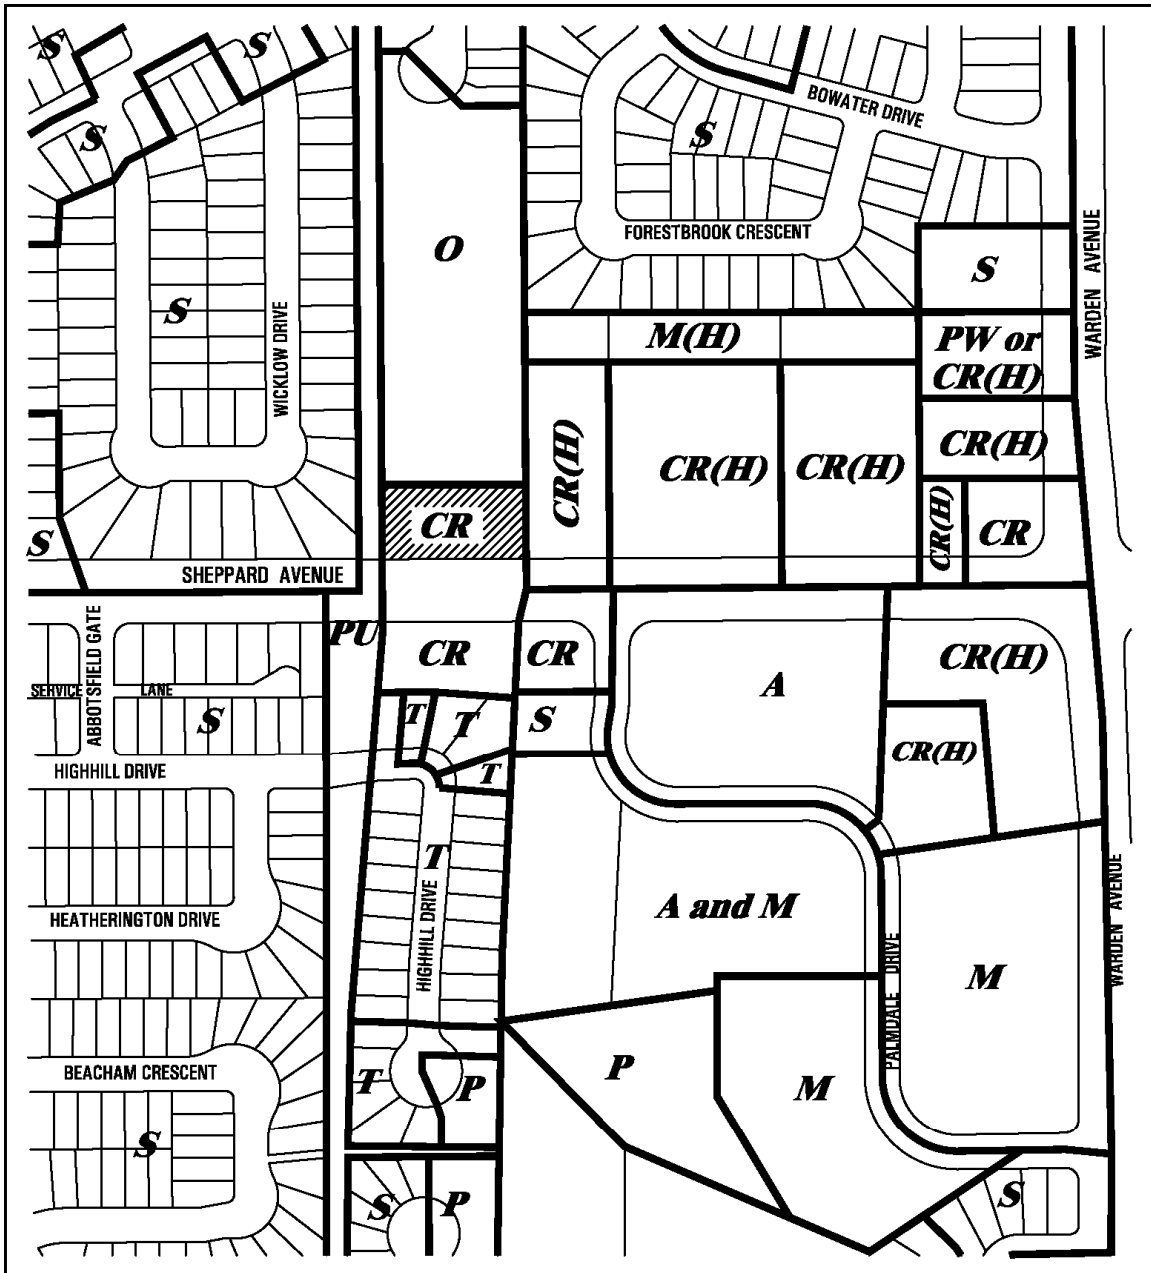 S
S
S
BOWATER DRIVE
S
O
FORESTBROOK CRESCENT
WARDEN AVENUE
S
S
WICKLOW DRIVE
M(H)
PW or
CR(H)
CR(H)
CR(H)
CR(H)
CR(H)
CR(H)
CR
CR
S
SHEPPARD AVENUE
ABBOTSFIELD GATE
PU
CR
CR
A
CR(H)
SERVICE LANE
S
T
T
S
CR(H)
HIGHHILL DRIVE
T
T
HIGHHILL DRIVE
A and M
HEATHERINGTON DRIVE
PALMDALE DRIVE
M
WARDEN AVENUE
BEACHAM CRESCENT
T
P
P
M
S
S
P
S